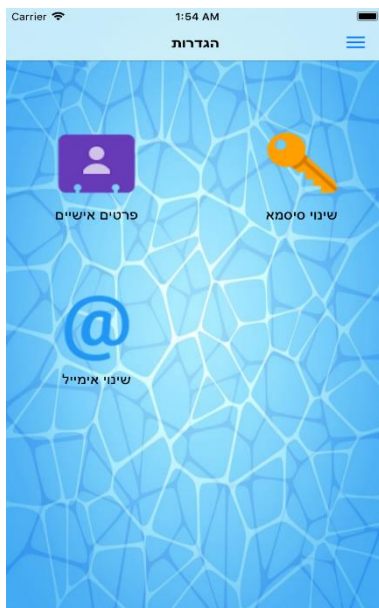 Carrier 1:54 AM
הגדרות
שינוי סיסמא
פרטים אישיים
שינוי אימייל